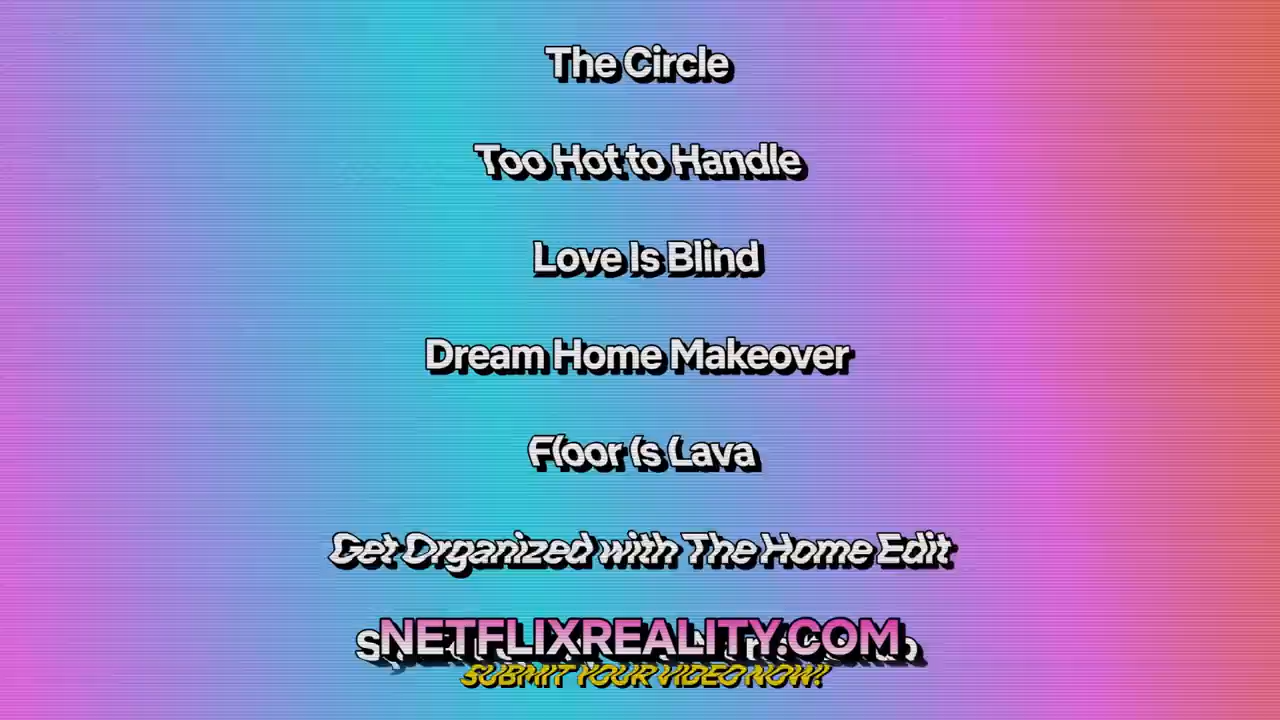 The Circle
Too Hot to Handle
Love Is Blind
Dream Home Makeover
Floor Is Lava
Get Organized with The Home Edit
NETFLIXREALITY.COM
SUBMIT YOUR VIDEO NOW!